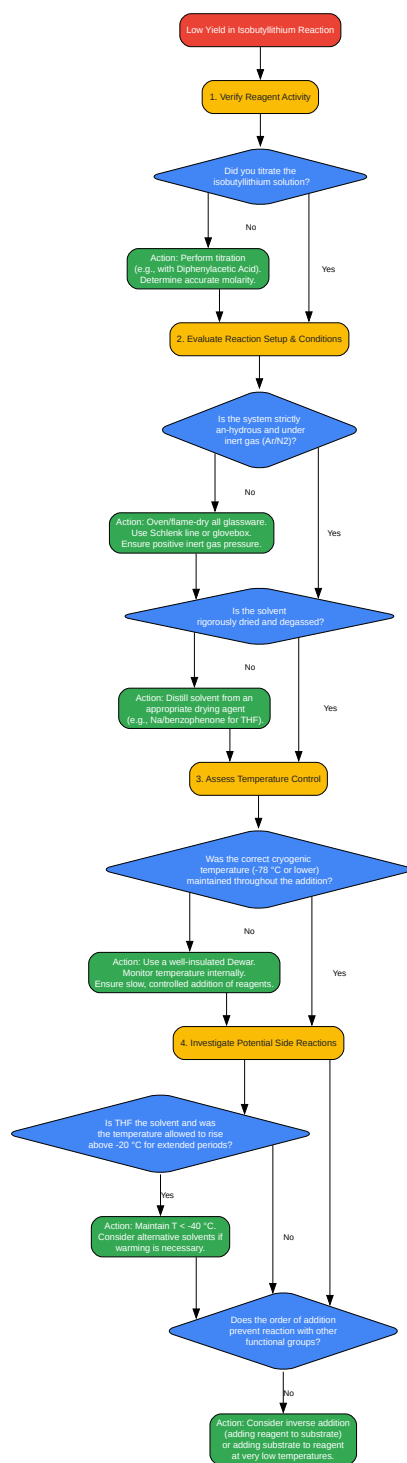 Low Yield in Isobutyllithium Reaction
1. Verify Reagent Activity
Did you titrate the
isobutyllithium solution?
No
Action: Perform titration
(e.g., with Diphenylacetic Acid).
Determine accurate molarity.
Yes
2. Evaluate Reaction Setup & Conditions
Is the system strictly
an-hydrous and under
inert gas (Ar/N2)?
No
Action: Oven/flame-dry all glassware.
Use Schlenk line or glovebox.
Ensure positive inert gas pressure.
Yes
Is the solvent
rigorously dried and degassed?
No
Action: Distill solvent from an
appropriate drying agent
(e.g., Na/benzophenone for THF).
Yes
3. Assess Temperature Control
Was the correct cryogenic
temperature (-78 °C or lower)
maintained throughout the addition?
No
Action: Use a well-insulated Dewar.
Monitor temperature internally.
Ensure slow, controlled addition of reagents.
Yes
4. Investigate Potential Side Reactions
Is THF the solvent and was
the temperature allowed to rise
above -20 °C for extended periods?
Yes
Action: Maintain T < -40 °C.
Consider alternative solvents if
warming is necessary.
No
Does the order of addition
prevent reaction with other
functional groups?
No
Action: Consider inverse addition
(adding reagent to substrate)
or adding substrate to reagent
at very low temperatures.